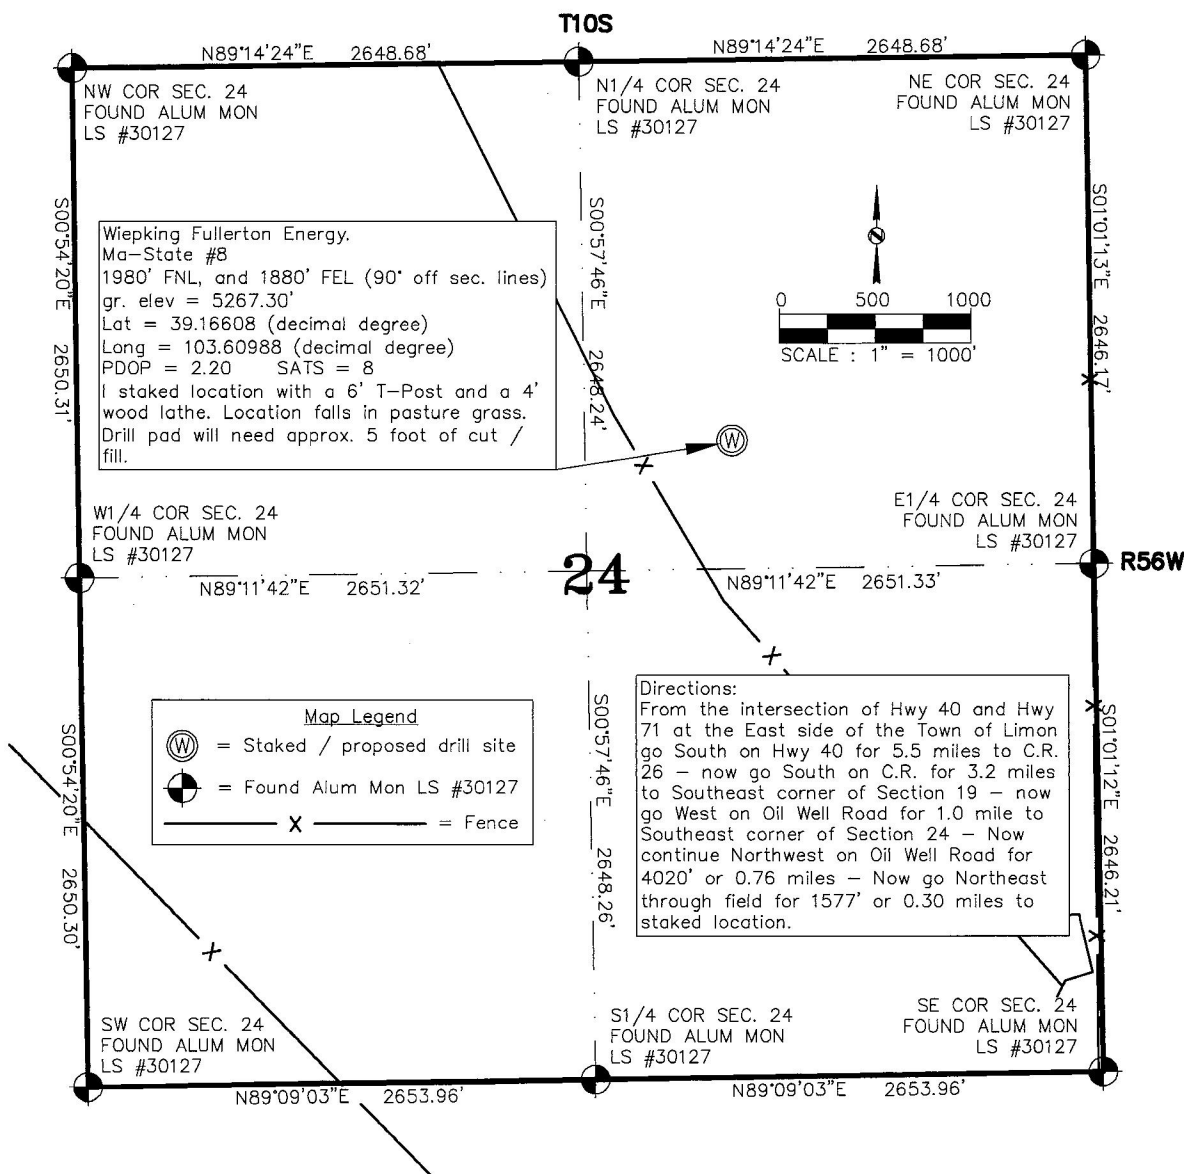 T10S
N89°14'24"E 2648.68'
N89°14'24"E 2648.68'
NW COR SEC. 24
FOUND ALUM MON
LS #30127
N1/4 COR SEC. 24
FOUND ALUM MON
LS #30127
NE COR SEC. 24
FOUND ALUM MON
LS #30127
S00°54'20"E 2650.31'
S00°57'46"E 2648.24'
S01°01'13"E 2646.17'
Wiepking Fullerton Energy.
Ma-State #8
1980' FNL, and 1880' FEL (90° off sec. lines)
gr. elev = 5267.30'
Lat = 39.16608 (decimal degree)
Long = 103.60988 (decimal degree)
PDOP = 2.20 SATS = 8
I staked location with a 6' T-Post and a 4'
wood lathe. Location falls in pasture grass.
Drill pad will need approx. 5 foot of cut /
fill.
N
0 500 1000
SCALE : 1" = 1000'
W
X
X
W1/4 COR SEC. 24
FOUND ALUM MON
LS #30127
E1/4 COR SEC. 24
FOUND ALUM MON
LS #30127
R56W
24
N89°11'42"E 2651.32'
N89°11'42"E 2651.33'
X
X
S00°54'20"E 2650.30'
S00°57'46"E 2648.26'
S01°01'12"E 2646.21'
Map Legend
W = Staked / proposed drill site
= Found Alum Mon LS #30127
X = Fence
Directions:
From the intersection of Hwy 40 and Hwy
71 at the East side of the Town of Limon
go South on Hwy 40 for 5.5 miles to C.R.
26 - now go South on C.R. for 3.2 miles
to Southeast corner of Section 19 - now
go West on Oil Well Road for 1.0 mile to
Southeast corner of Section 24 - Now
continue Northwest on Oil Well Road for
4020' or 0.76 miles - Now go Northeast
through field for 1577' or 0.30 miles to
staked location.
X
X
SW COR SEC. 24
FOUND ALUM MON
LS #30127
S1/4 COR SEC. 24
FOUND ALUM MON
LS #30127
SE COR SEC. 24
FOUND ALUM MON
LS #30127
N89°09'03"E 2653.96'
N89°09'03"E 2653.96'